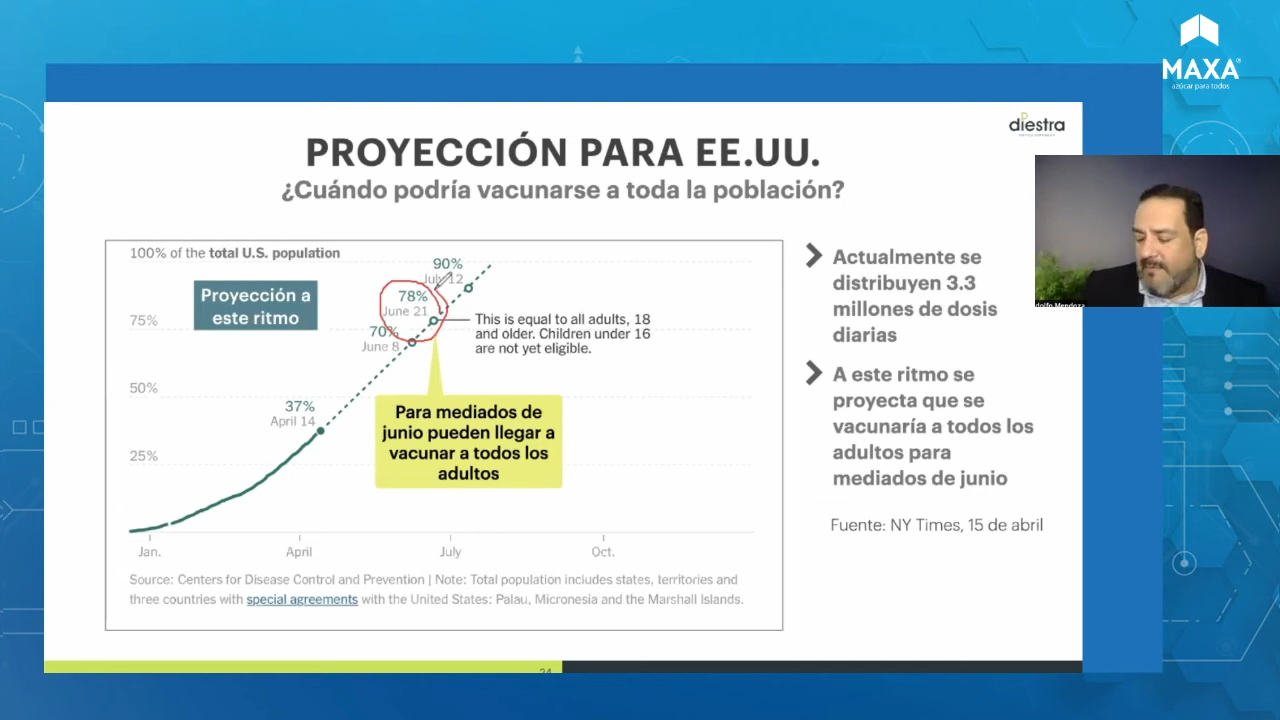 MAXA
azúcar para todos
diestra
PROYECCIÓN PARA EE.UU.
¿Cuándo podría vacunarse a toda la población?
100% of the total U.S. population
Proyección a
este ritmo
90%
July 12
78%
June 21
75%
70%
June 8
This is equal to all adults, 18
and older. Children under 16
are not yet eligible.
50%
37%
April 14
25%
Para mediados de
junio pueden llegar a
vacunar a todos los
adultos
Jan.
April
July
Oct.
Source: Centers for Disease Control and Prevention | Note: Total population includes states, territories and
three countries with special agreements with the United States: Palau, Micronesia and the Marshall Islands.
Actualmente se
distribuyen 3.3
millones de dosis
diarias
A este ritmo se
proyecta que se
vacunaría a todos los
adultos para
mediados de junio
Fuente: NY Times, 15 de abril
dolfo Mendoza